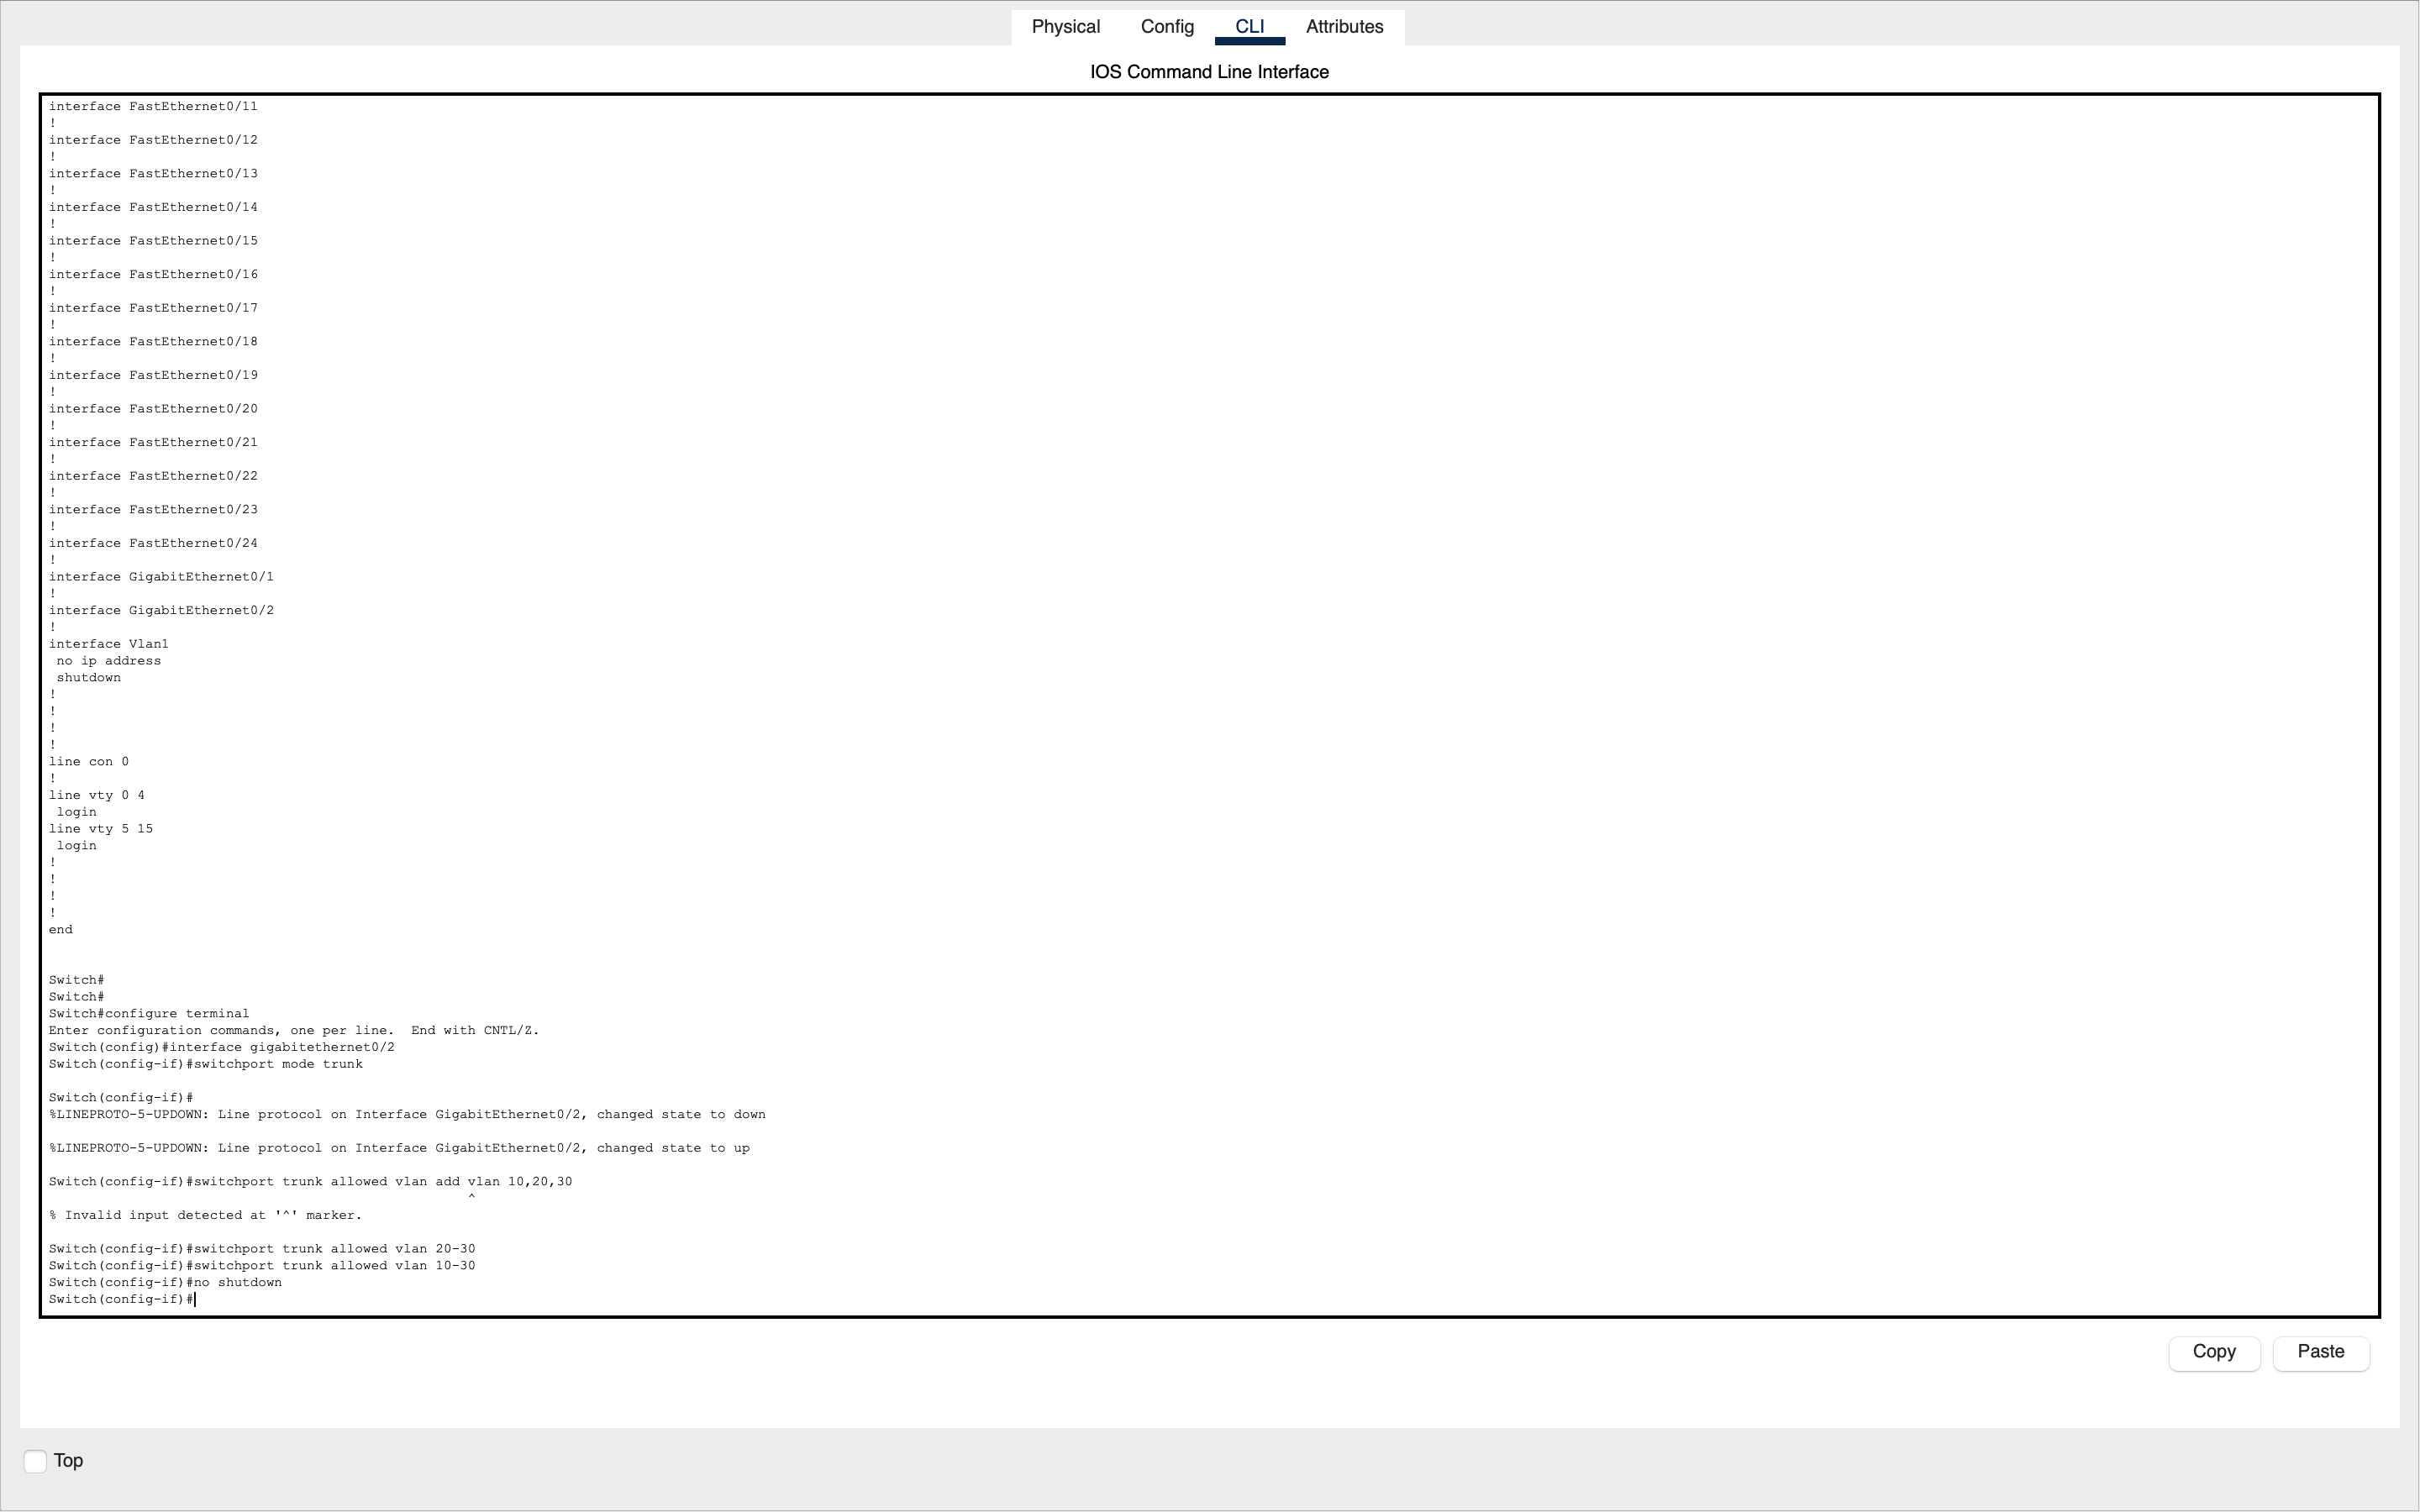 Physical Config CLI Attributes
IOS Command Line Interface
interface FastEthernet0/11
!
interface FastEthernet0/12
!
interface FastEthernet0/13
!
interface FastEthernet0/14
!
interface FastEthernet0/15
!
interface FastEthernet0/16
!
interface FastEthernet0/17
!
interface FastEthernet0/18
!
interface FastEthernet0/19
!
interface FastEthernet0/20
!
interface FastEthernet0/21
!
interface FastEthernet0/22
!
interface FastEthernet0/23
!
interface FastEthernet0/24
!
interface GigabitEthernet0/1
!
interface GigabitEthernet0/2
!
interface Vlan1
 no ip address
 shutdown
!
!
!
!
line con 0
!
line vty 0 4
 login
line vty 5 15
 login
!
!
!
!
end
Switch#
Switch#
Switch#configure terminal
Enter configuration commands, one per line.  End with CNTL/Z.
Switch(config)#interface gigabitethernet0/2
Switch(config-if)#switchport mode trunk
Switch(config-if)#
%LINEPROTO-5-UPDOWN: Line protocol on Interface GigabitEthernet0/2, changed state to down
%LINEPROTO-5-UPDOWN: Line protocol on Interface GigabitEthernet0/2, changed state to up
Switch(config-if)#switchport trunk allowed vlan add vlan 10,20,30
^
% Invalid input detected at '^' marker.
Switch(config-if)#switchport trunk allowed vlan 20-30
Switch(config-if)#switchport trunk allowed vlan 10-30
Switch(config-if)#no shutdown
Switch(config-if)#
Copy Paste
Top